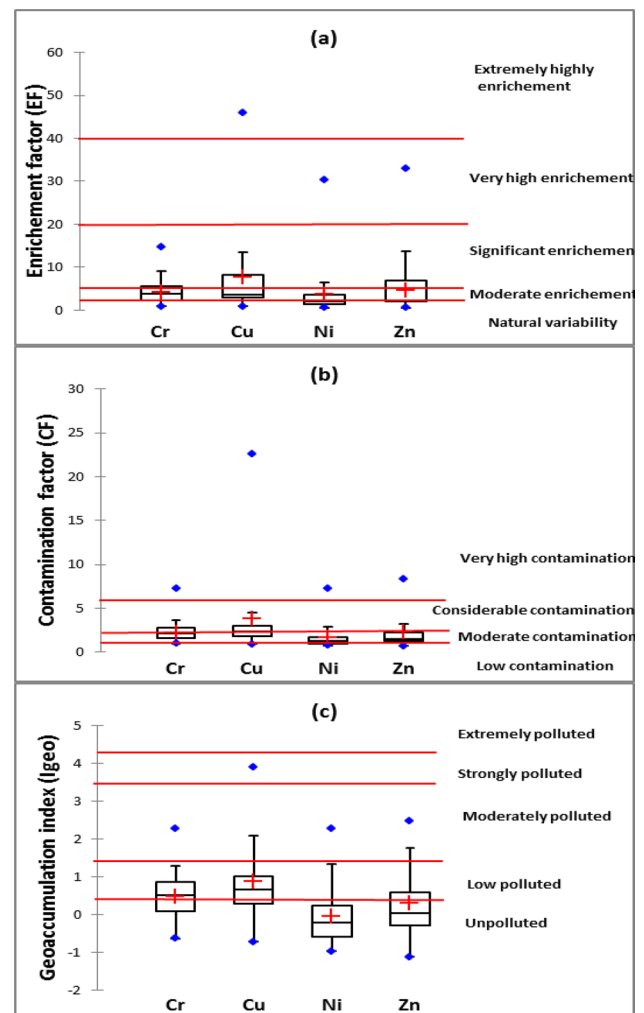 (a)
Enrichement factor (EF)
60
50
40
30
20
10
0
Extremely highly
enrichement
Very high enrichement
Significant enrichemen
Moderate enrichement
Natural variability
Cr Cu Ni Zn
(b)
Contamination factor (CF)
30
25
20
15
10
5
0
Very high contamination
Considerable contamination
Moderate contamination
Low contamination
Cr Cu Ni Zn
(c)
Geoaccumulation index (Igeo)
5
4
3
2
1
0
-1
-2
Extremely polluted
Strongly polluted
Moderately polluted
Low polluted
Unpolluted
Cr Cu Ni Zn